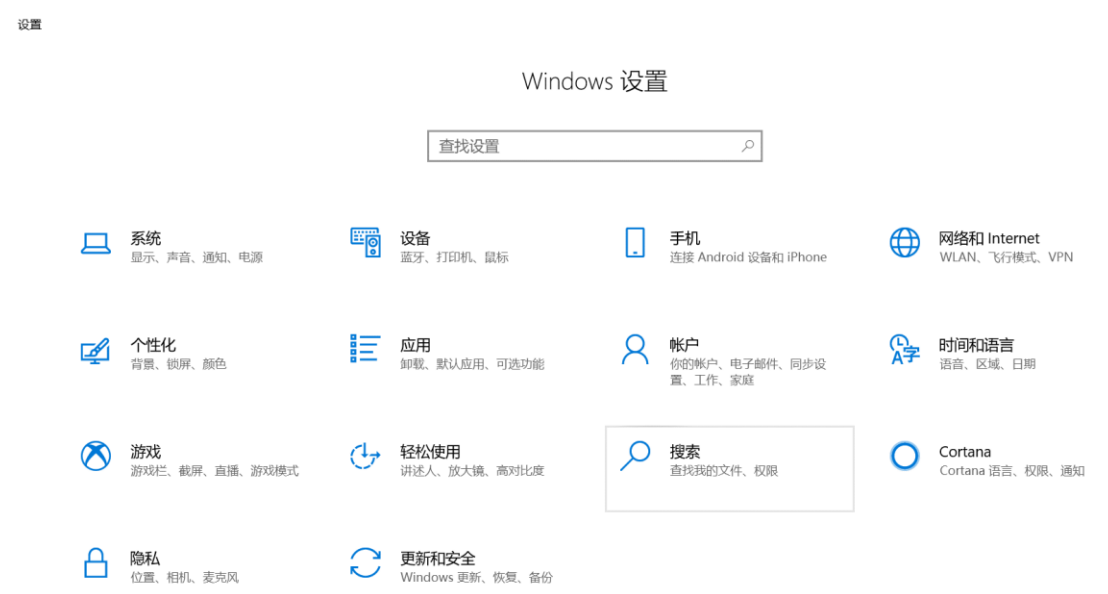 设置
Windows 设置
查找设置
系统
显示、声音、通知、电源
设备
蓝牙、打印机、鼠标
手机
连接 Android 设备和 iPhone
网络和 Internet
WLAN、飞行模式、VPN
个性化
背景、锁屏、颜色
应用
卸载、默认应用、可选功能
帐户
你的帐户、电子邮件、同步设
置、工作、家庭
时间和语言
语音、区域、日期
游戏
游戏栏、截屏、直播、游戏模式
轻松使用
讲述人、放大镜、高对比度
搜索
查找我的文件、权限
Cortana
Cortana 语言、权限、通知
隐私
位置、相机、麦克风
更新和安全
Windows 更新、恢复、备份